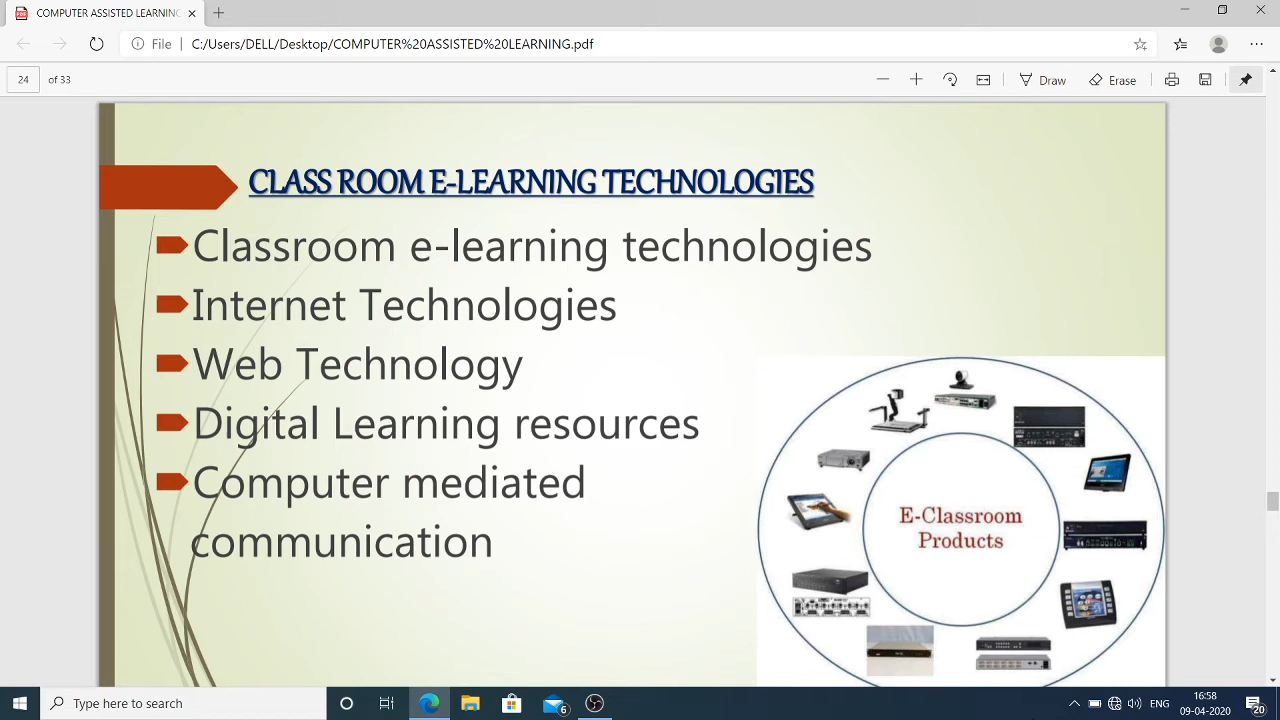 COMPUTER ASSISTED LEARNING
File
C:/Users/DELL/Desktop/COMPUTER%20ASSISTED%20LEARNING.pdf
24 of 33
Draw
Erase
CLASS ROOM E-LEARNING TECHNOLOGIES
Classroom e-learning technologies
Internet Technologies
Web Technology
Digital Learning resources
Computer mediated
communication
E-Classroom
Products
Type here to search
6
ENG
16:58
09-04-2020
20